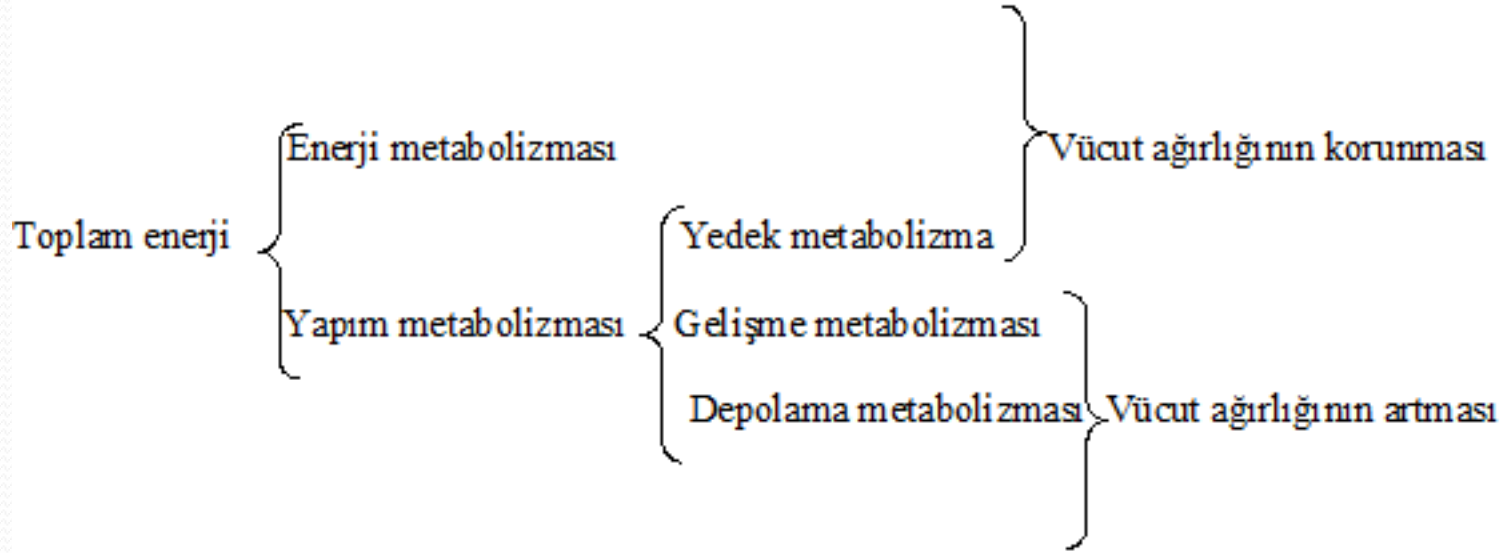 Enerji metabolizması
Vücut ağırlığının korunması
Toplam enerji
Yedek metabolizma
Yapım metabolizması
Gelişme metabolizması
Depolama metabolizması
Vücut ağırlığının artması